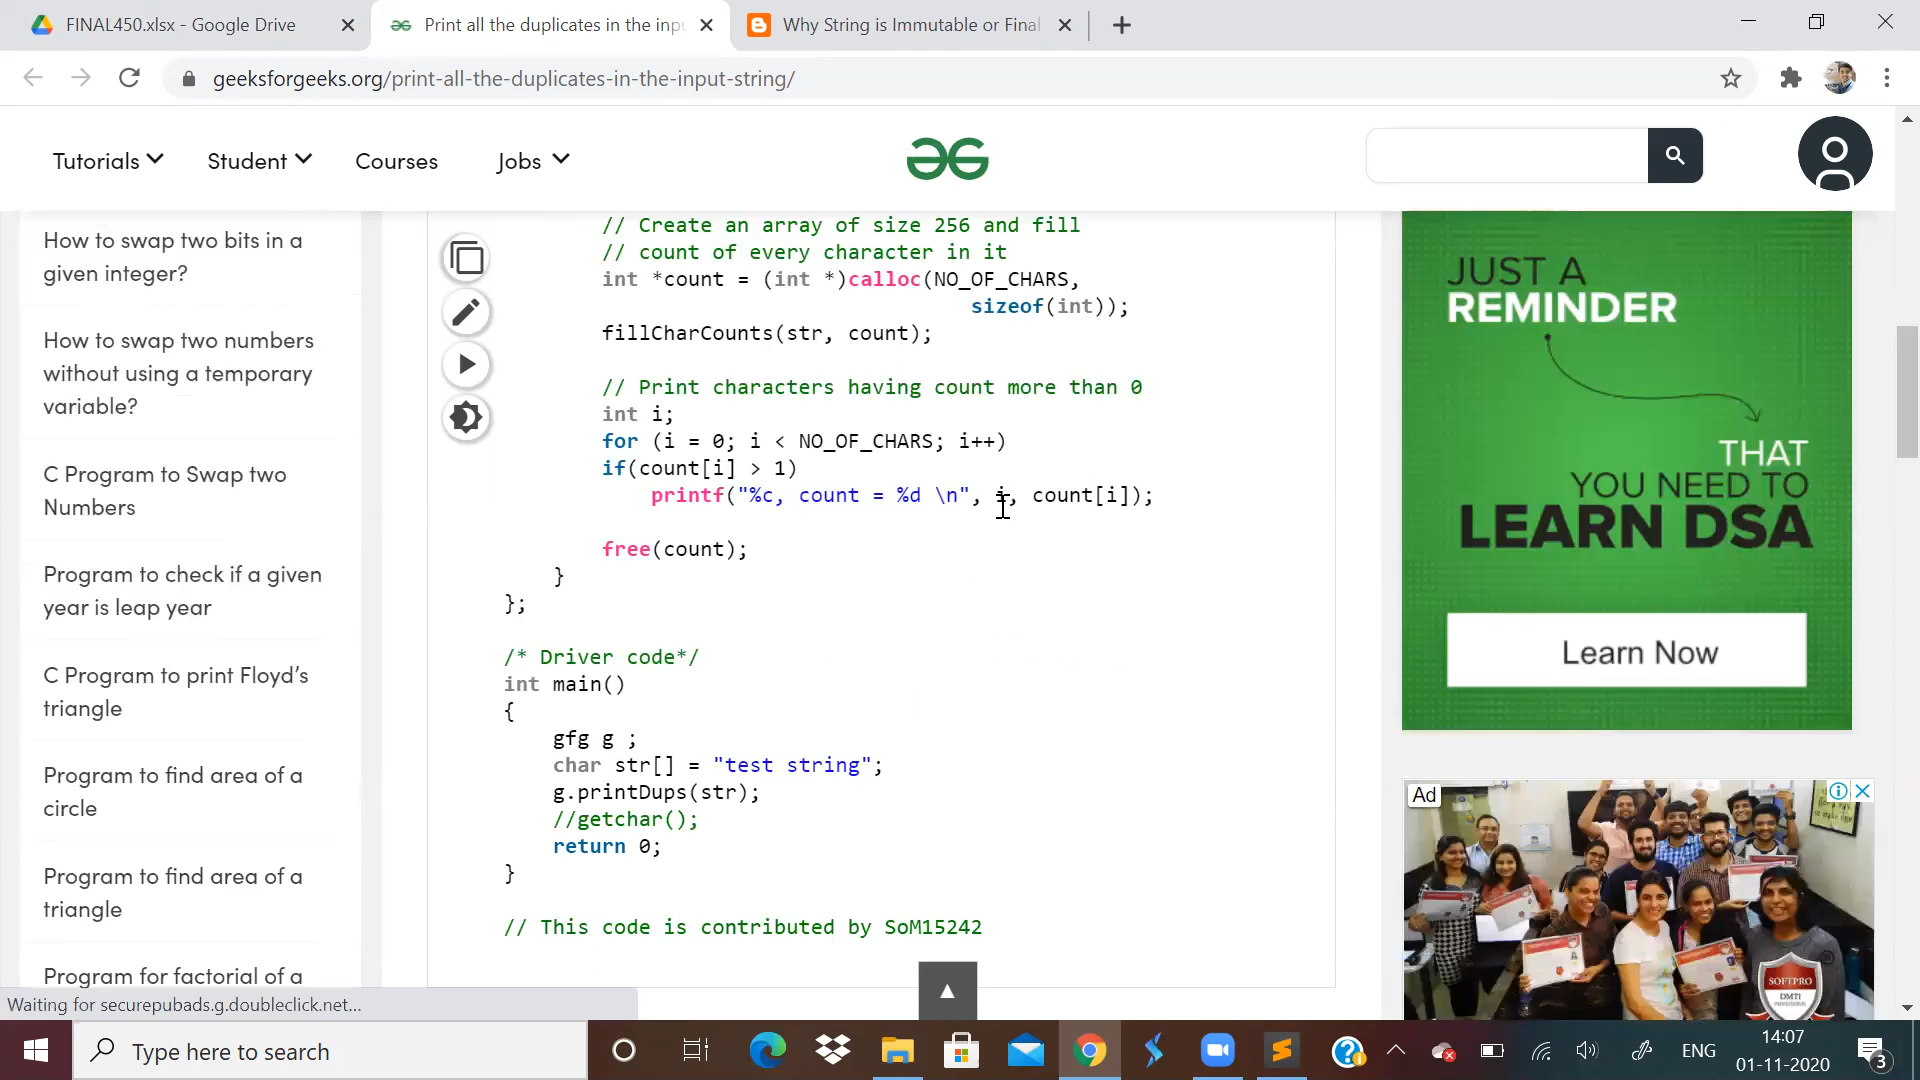 FINAL450.xlsx - Google Drive
Print all the duplicates in the inp
Why String is Immutable or Final
geeksforgeeks.org/print-all-the-duplicates-in-the-input-string/
Tutorials
Student
Courses
Jobs
How to swap two bits in a
given integer?
How to swap two numbers
without using a temporary
variable?
C Program to Swap two
Numbers
Program to check if a given
year is leap year
C Program to print Floyd’s
triangle
Program to find area of a
circle
Program to find area of a
triangle
Program for factorial of a
// Create an array of size 256 and fill
// count of every character in it
int *count = (int *)calloc(NO_OF_CHARS,
sizeof(int));
fillCharCounts(str, count);
// Print characters having count more than 0
int i;
for (i = 0; i < NO_OF_CHARS; i++)
if(count[i] > 1)
printf("%c, count = %d \n", i, count[i]);
free(count);
}
};
/* Driver code*/
int main()
{
gfg g ;
char str[] = "test string";
g.printDups(str);
//getchar();
return 0;
}
// This code is contributed by SoM15242
JUST A
REMINDER
THAT
YOU NEED TO
LEARN DSA
Learn Now
Ad
SOFTPRO
DMTI
Waiting for securepubads.g.doubleclick.net...
Type here to search
ENG
14:07
01-11-2020
3